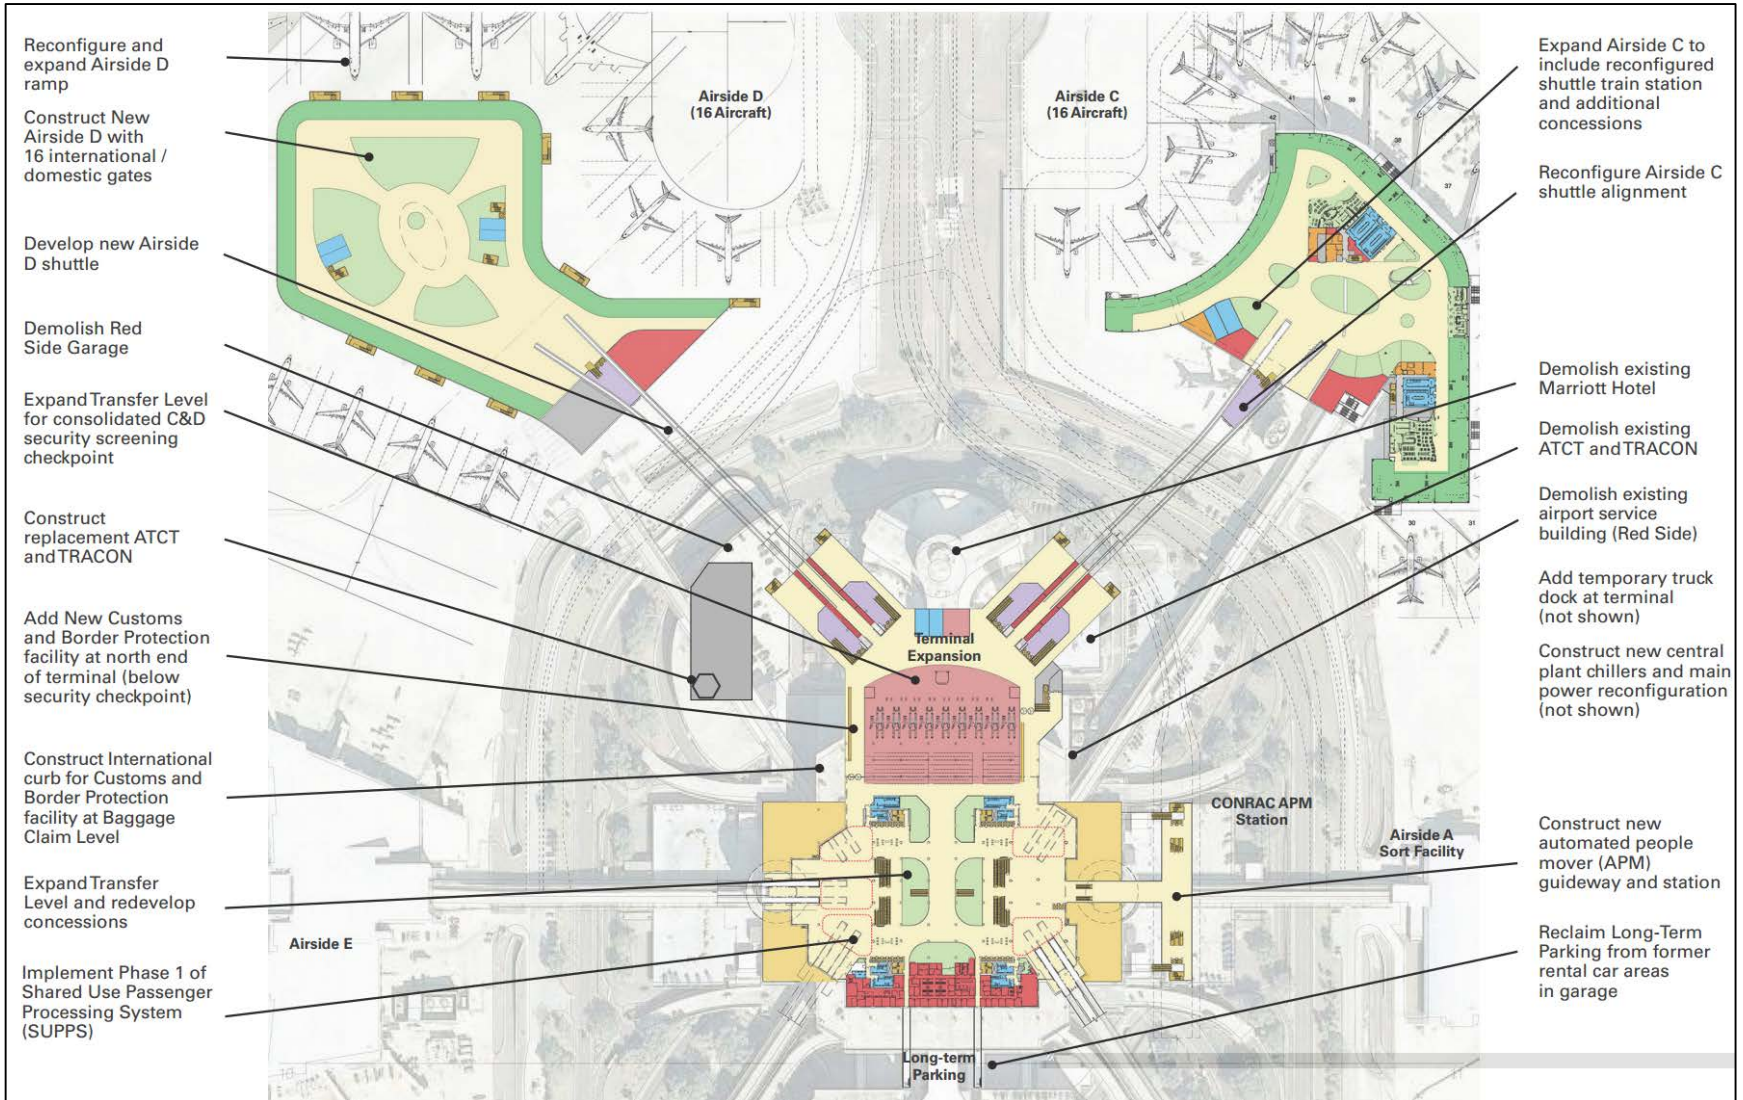 Reconfigure and
expand Airside D
ramp
Construct New
Airside D with
16 international /
domestic gates
Develop new Airside
D shuttle
Demolish Red
Side Garage
Expand Transfer Level
for consolidated C&D
security screening
checkpoint
Construct
replacement ATCT
and TRACON
Add New Customs
and Border Protection
facility at north end
of terminal (below
security checkpoint)
Construct International
curb for Customs and
Border Protection
facility at Baggage
Claim Level
Expand Transfer
Level and redevelop
concessions
Implement Phase 1 of
Shared Use Passenger
Processing System
(SUPPS)
Airside D
(16 Aircraft)
Airside C
(16 Aircraft)
42
41
40
39
38
37
30
31
Terminal
Expansion
CONRAC APM
Station
Airside A
Sort Facility
Airside E
Long-term
Parking
Expand Airside C to
include reconfigured
shuttle train station
and additional
concessions
Reconfigure Airside C
shuttle alignment
Demolish existing
Marriott Hotel
Demolish existing
ATCT and TRACON
Demolish existing
airport service
building (Red Side)
Add temporary truck
dock at terminal
(not shown)
Construct new central
plant chillers and main
power reconfiguration
(not shown)
Construct new
automated people
mover (APM)
guideway and station
Reclaim Long-Term
Parking from former
rental car areas
in garage